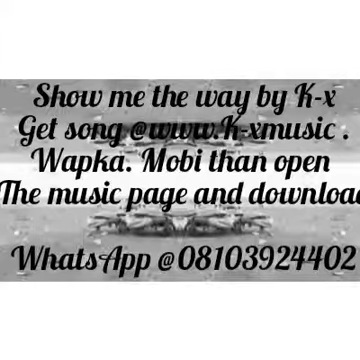 Show me the way by K-x
Get song @www.K-xmusic .
Wapka. Mobi than open
The music page and download
WhatsApp @08103924402